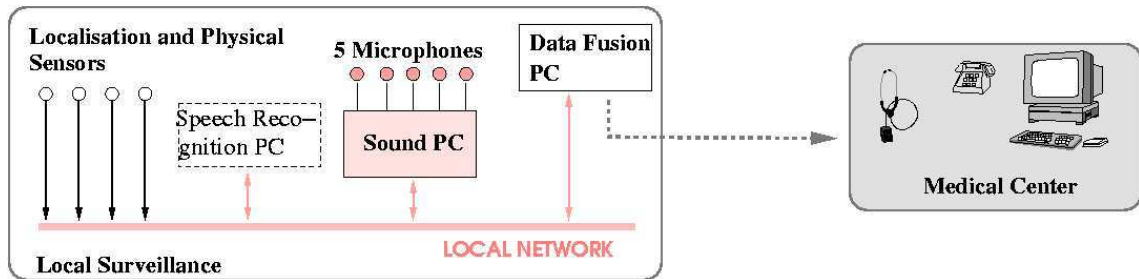 Localisation and Physical
Sensors
5 Microphones
Data Fusion
PC
Speech Reco-
gnition PC
Sound PC
Medical Center
LOCAL NETWORK
Local Surveillance